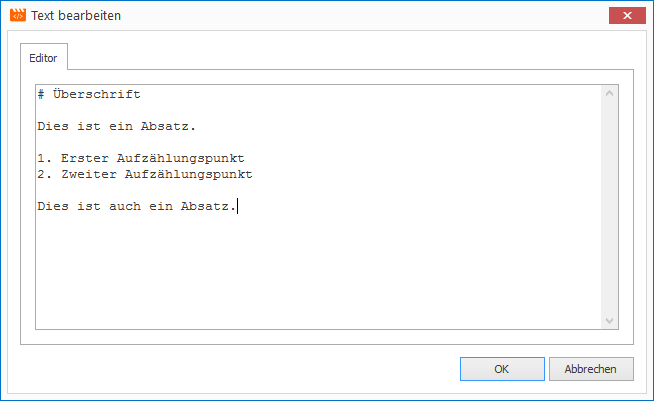 Text bearbeiten
Editor
# Überschrift
Dies ist ein Absatz.
1. Erster Aufzählungspunkt
2. Zweiter Aufzählungspunkt
Dies ist auch ein Absatz.
OK
Abbrechen